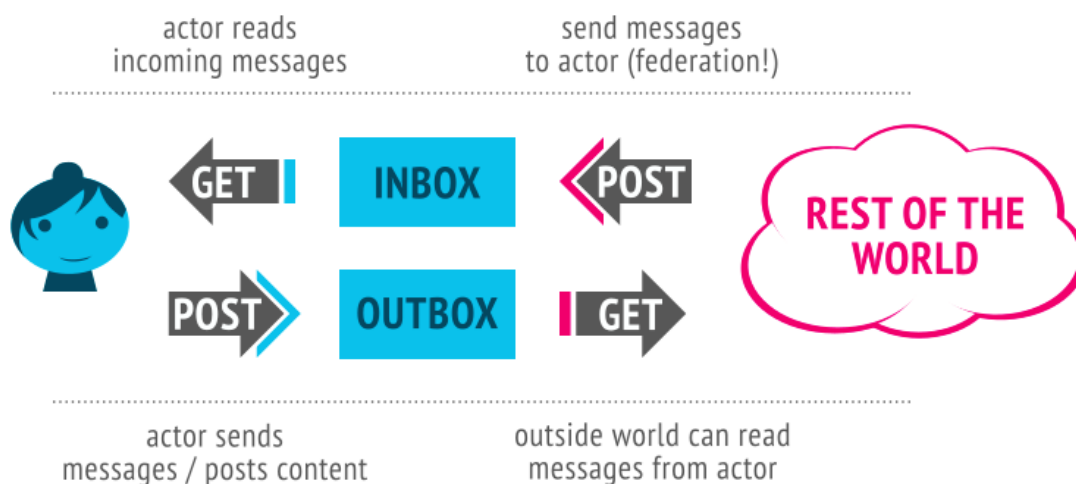 actor reads
incoming messages
send messages
to actor (federation!)
GET
INBOX
POST
REST OF THE
WORLD
POST
OUTBOX
GET
actor sends
messages / posts content
outside world can read
messages from actor